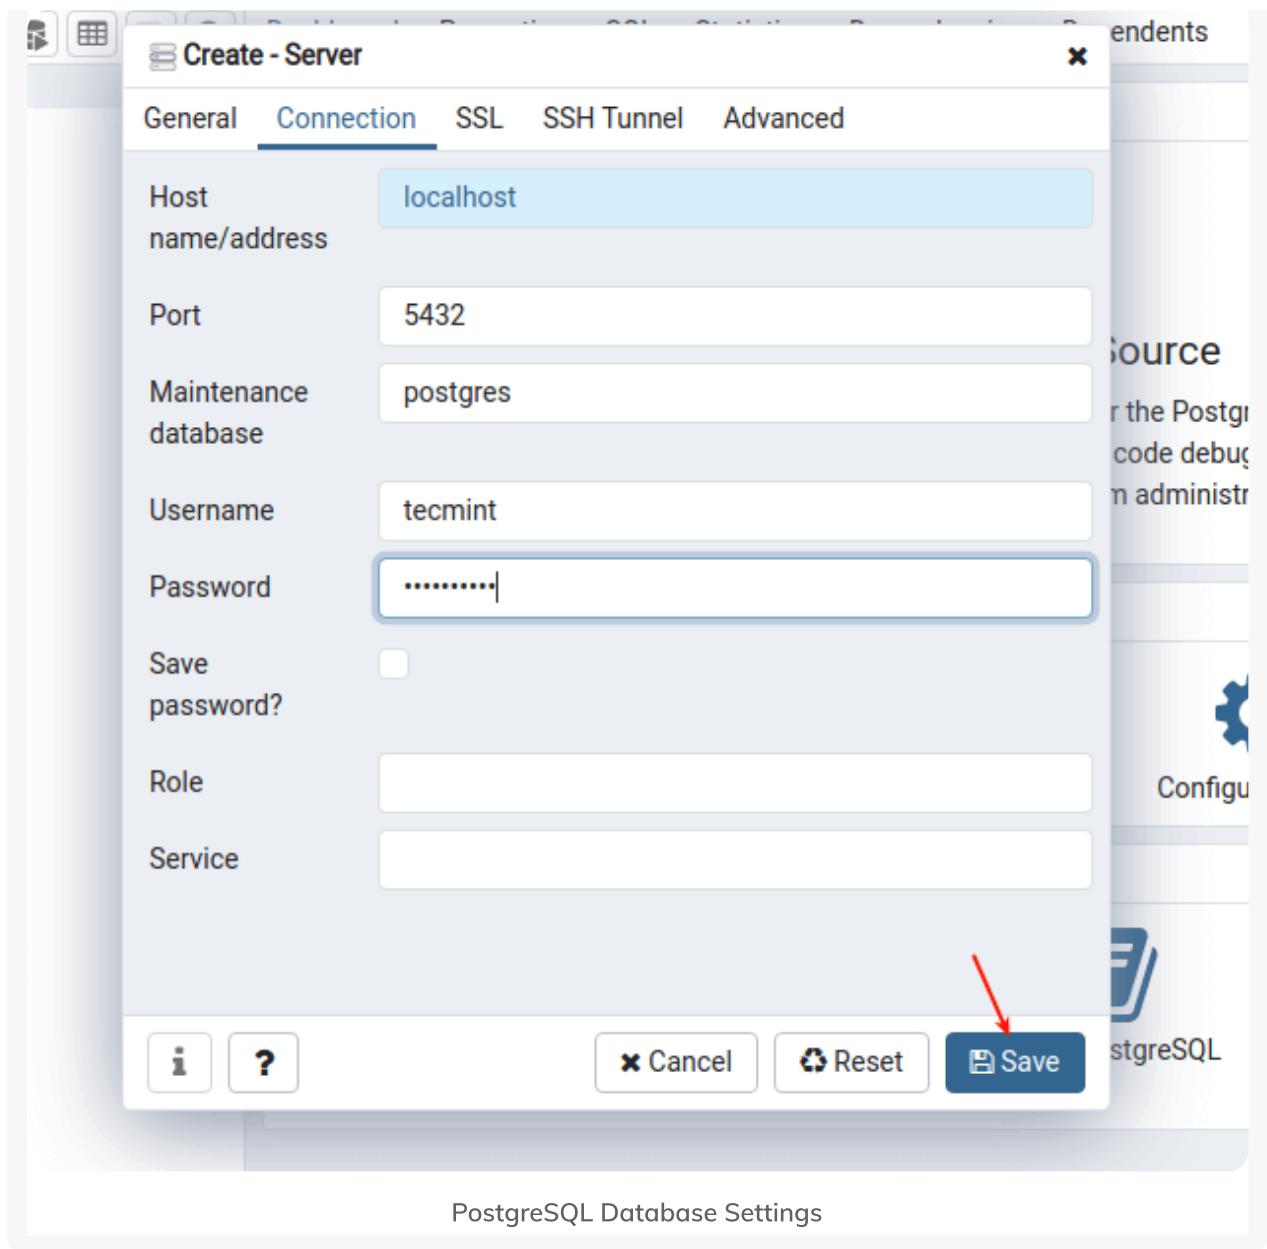 endents
Create - Server
General Connection SSL SSH Tunnel Advanced
Host
name/address
localhost
Port
5432
Maintenance
database
postgres
Username
tecmint
Password
••••••••••
Save
password?
Role
Service
Cancel Reset Save
ource
r the Postgr
code debug
m administr
Configu
stgreSQL
PostgreSQL Database Settings